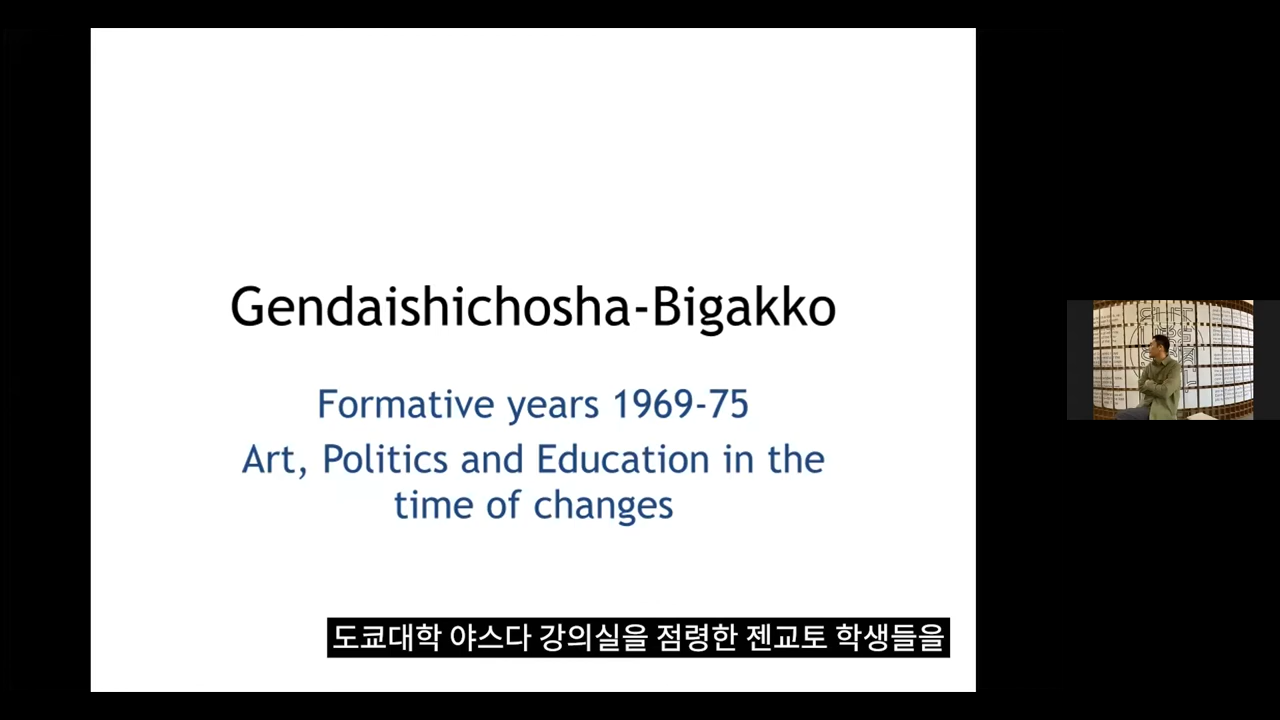 Gendaishichosha-Bigakko
Formative years 1969-75
Art, Politics and Education in the
time of changes
도쿄대학 야스다 강의실을 점령한 젠교토 학생들을